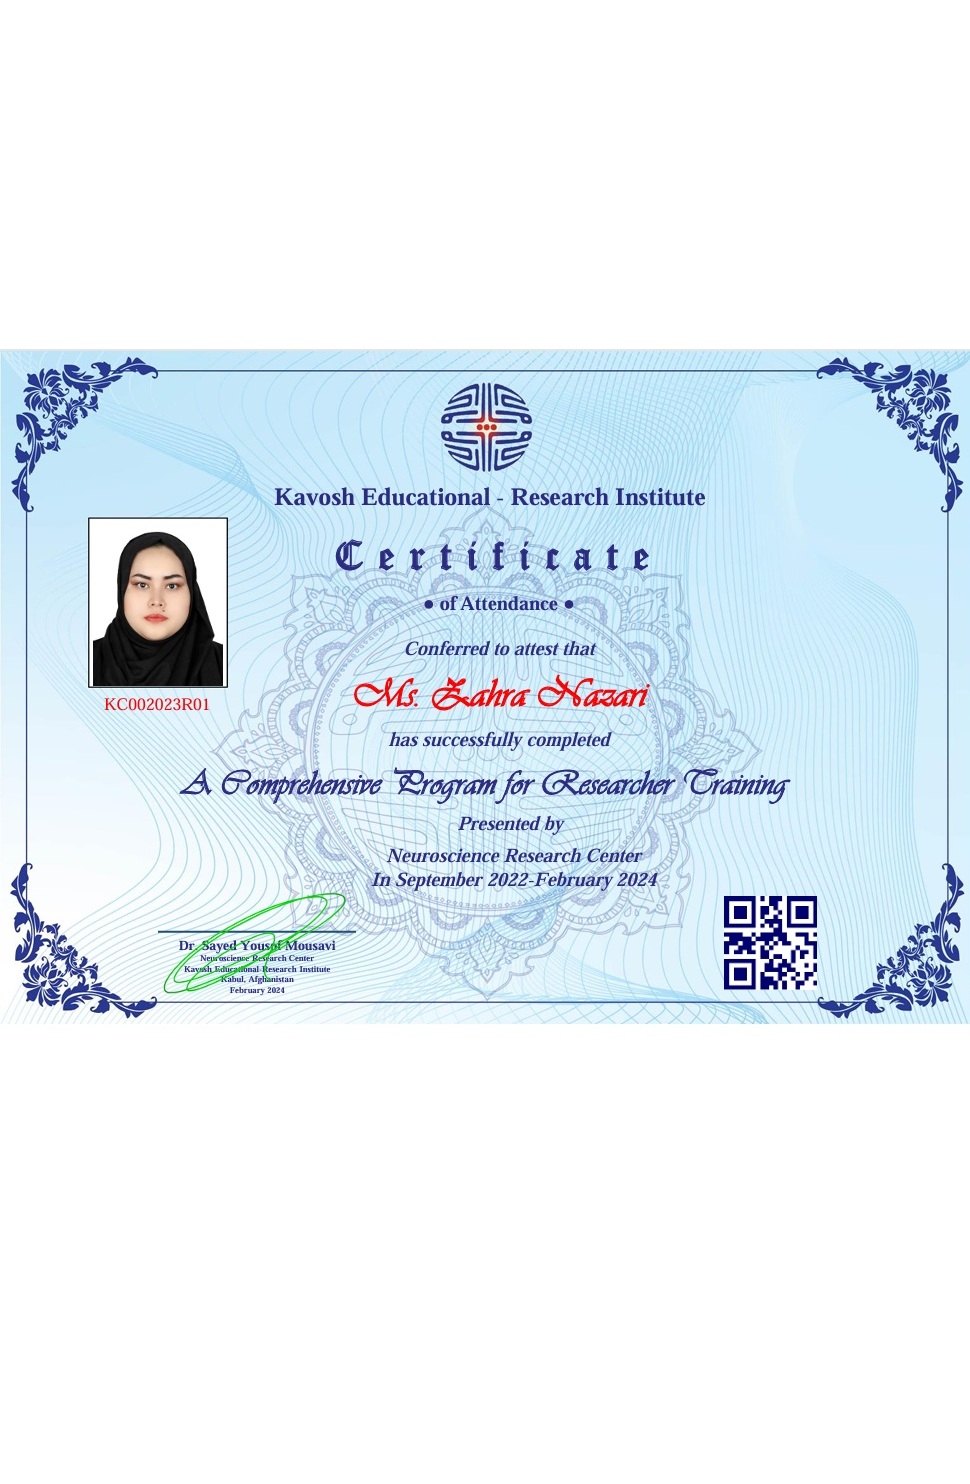 Kavosh Educational - Research Institute
Certificate
• of Attendance •
Conferred to attest that
Ms. Zahra Nazari
KC002023R01
has successfully completed
A Comprehensive Program for Researcher Training
Presented by
Neuroscience Research Center
In September 2022-February 2024
Dr. Sayed Yousof Mousavi
Neuroscience Research Center
Kavosh Educational-Research Institute
Kabul, Afghanistan
February 2024